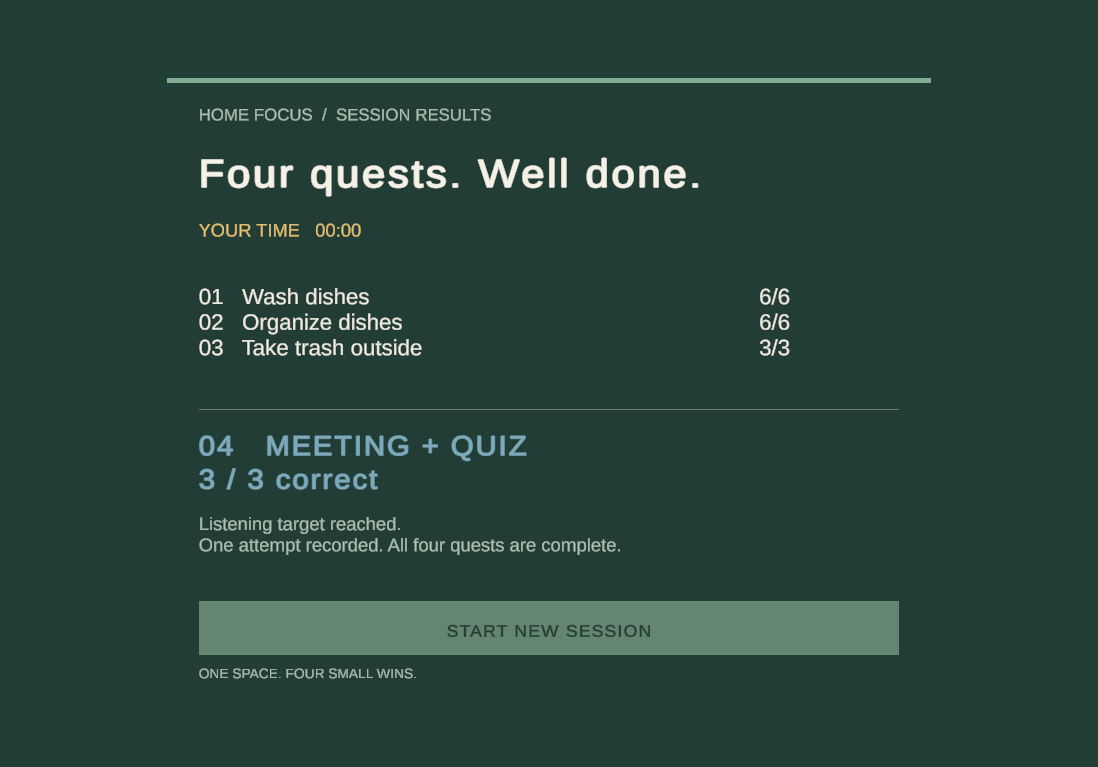 HOME FOCUS / SESSION RESULTS
Four quests. Well done.
YOUR TIME 00:00
01 Wash dishes 6/6
02 Organize dishes 6/6
03 Take trash outside 3/3
04 MEETING + QUIZ
3 / 3 correct
Listening target reached.
One attempt recorded. All four quests are complete.
START NEW SESSION
ONE SPACE. FOUR SMALL WINS.